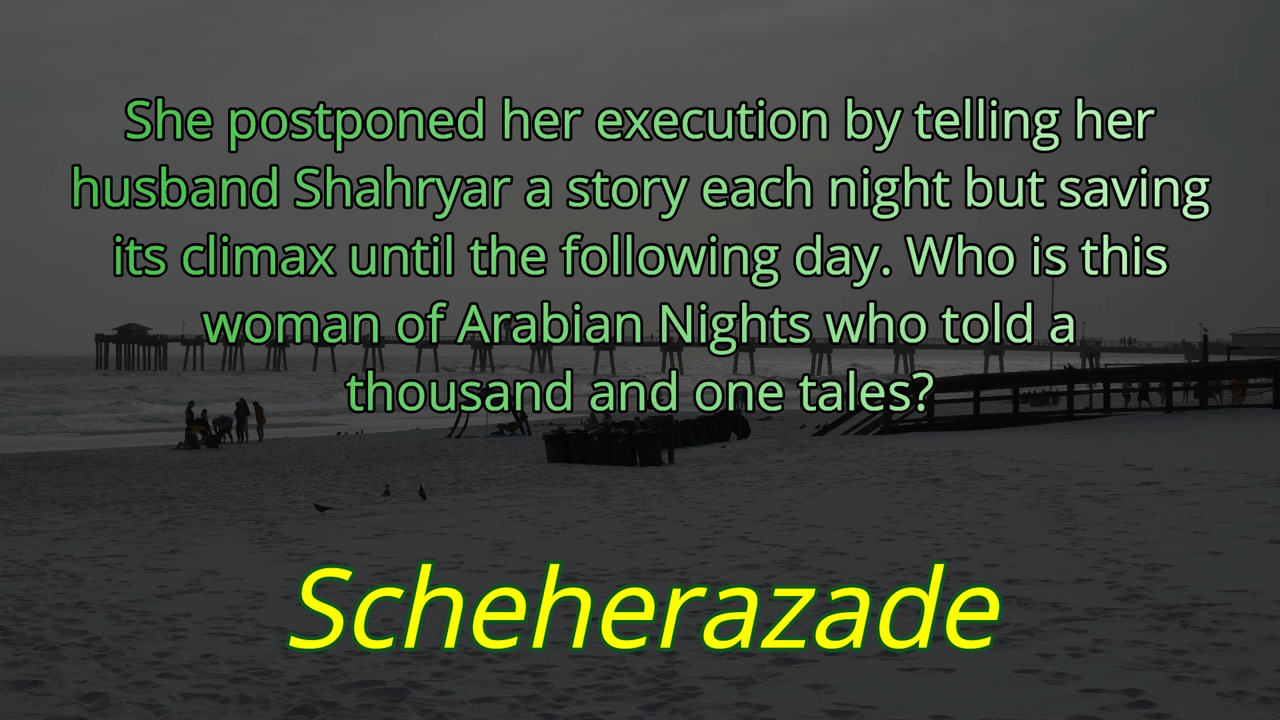 She postponed her execution by telling her
husband Shahryar a story each night but saving
its climax until the following day. Who is this
woman of Arabian Nights who told a
thousand and one tales?
Scheherazade